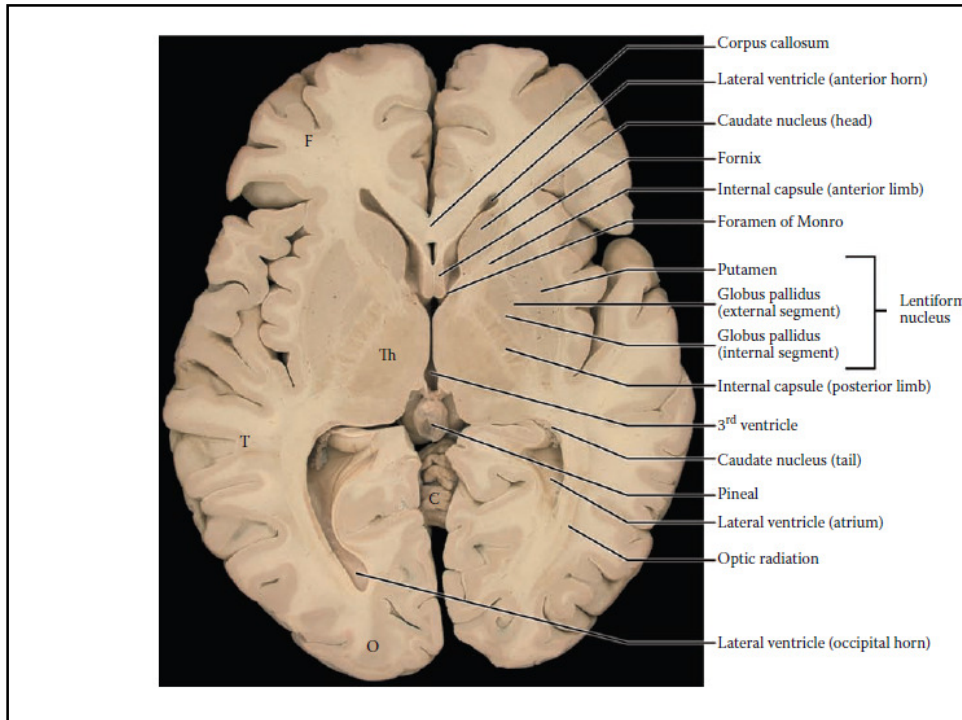 Corpus callosum
Lateral ventricle (anterior horn)
Caudate nucleus (head)
F
Fornix
Internal capsule (anterior limb)
Foramen of Monro
Putamen
Globus pallidus
(external segment)
Lentiform
nucleus
Globus pallidus
(internal segment)
Th
Internal capsule (posterior limb)
3rd ventricle
T
Caudate nucleus (tail)
Pineal
C
Lateral ventricle (atrium)
Optic radiation
Lateral ventricle (occipital horn)
O